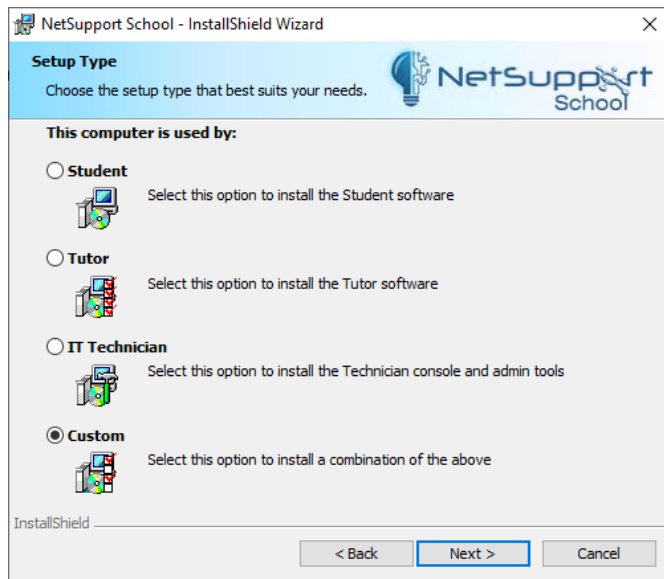 NetSupport School - InstallShield Wizard
Setup Type
Choose the setup type that best suits your needs.
NetSupport
School
This computer is used by:
Student
Select this option to install the Student software
Tutor
Select this option to install the Tutor software
IT Technician
Select this option to install the Technician console and admin tools
Custom
Select this option to install a combination of the above
InstallShield
< Back Next > Cancel